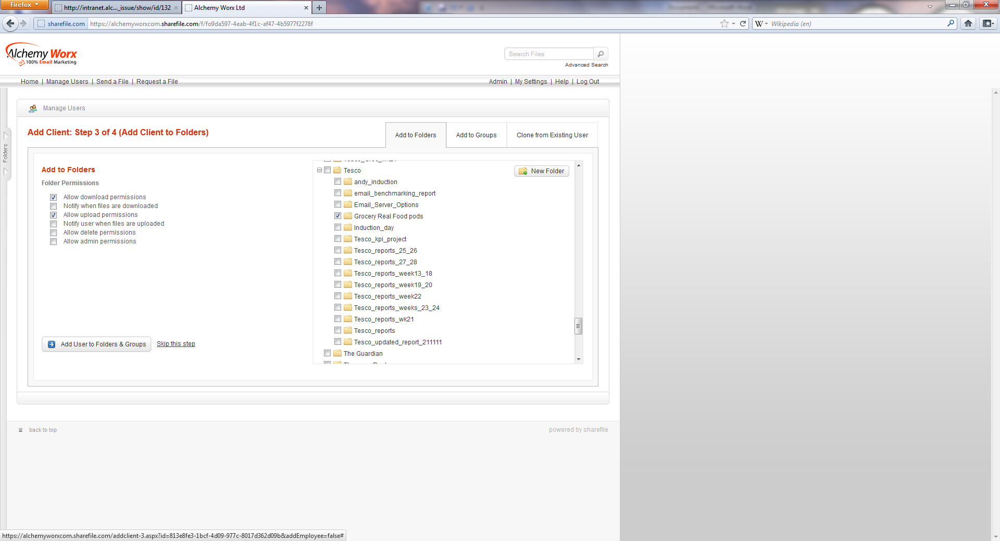 Firefox
http://intranet.alc..._issue/show/id/132
Alchemy Worx Ltd
sharefile.com
https://alchemyworxcom.sharefile.com/f/fo9da597-4eab-4f1c-af47-4b5977f2278f
Wikipedia (en)
Alchemy Worx
100% Email Marketing
Search Files
Advanced Search
Home | Manage Users | Send a File | Request a File
Admin | My Settings | Help | Log Out
Manage Users
Folders
Add Client: Step 3 of 4 (Add Client to Folders)
Add to Folders
Add to Groups
Clone from Existing User
Add to Folders
Folder Permissions
Allow download permissions
Notify when files are downloaded
Allow upload permissions
Notify user when files are uploaded
Allow delete permissions
Allow admin permissions
Add User to Folders & Groups
Skip this step
Tesco
New Folder
andy_induction
email_benchmarking_report
Email_Server_Options
Grocery Real Food pods
Induction_day
Tesco_kpi_project
Tesco_reports_25_26
Tesco_reports_27_28
Tesco_reports_week13_18
Tesco_reports_week19_20
Tesco_reports_week22
Tesco_reports_weeks_23_24
Tesco_reports_wk21
Tesco_reports
Tesco_updated_report_211111
The Guardian
back to top
powered by sharefile
https://alchemyworxcom.sharefile.com/addclient-3.aspx?id=813e8fe3-1bcf-4d09-977c-8017d362d09b&addEmployee=false#